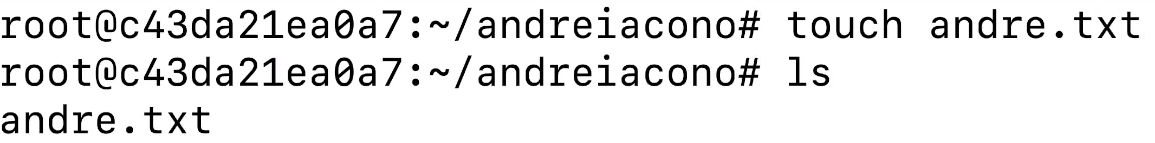 root@c43da21ea0a7:~/andreiacono# touch andre.txt
root@c43da21ea0a7:~/andreiacono# ls
andre.txt